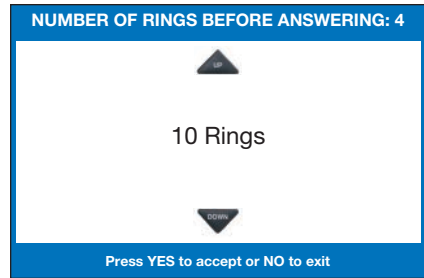 NUMBER OF RINGS BEFORE ANSWERING: 4
UP
10 Rings
DOWN
Press YES to accept or NO to exit